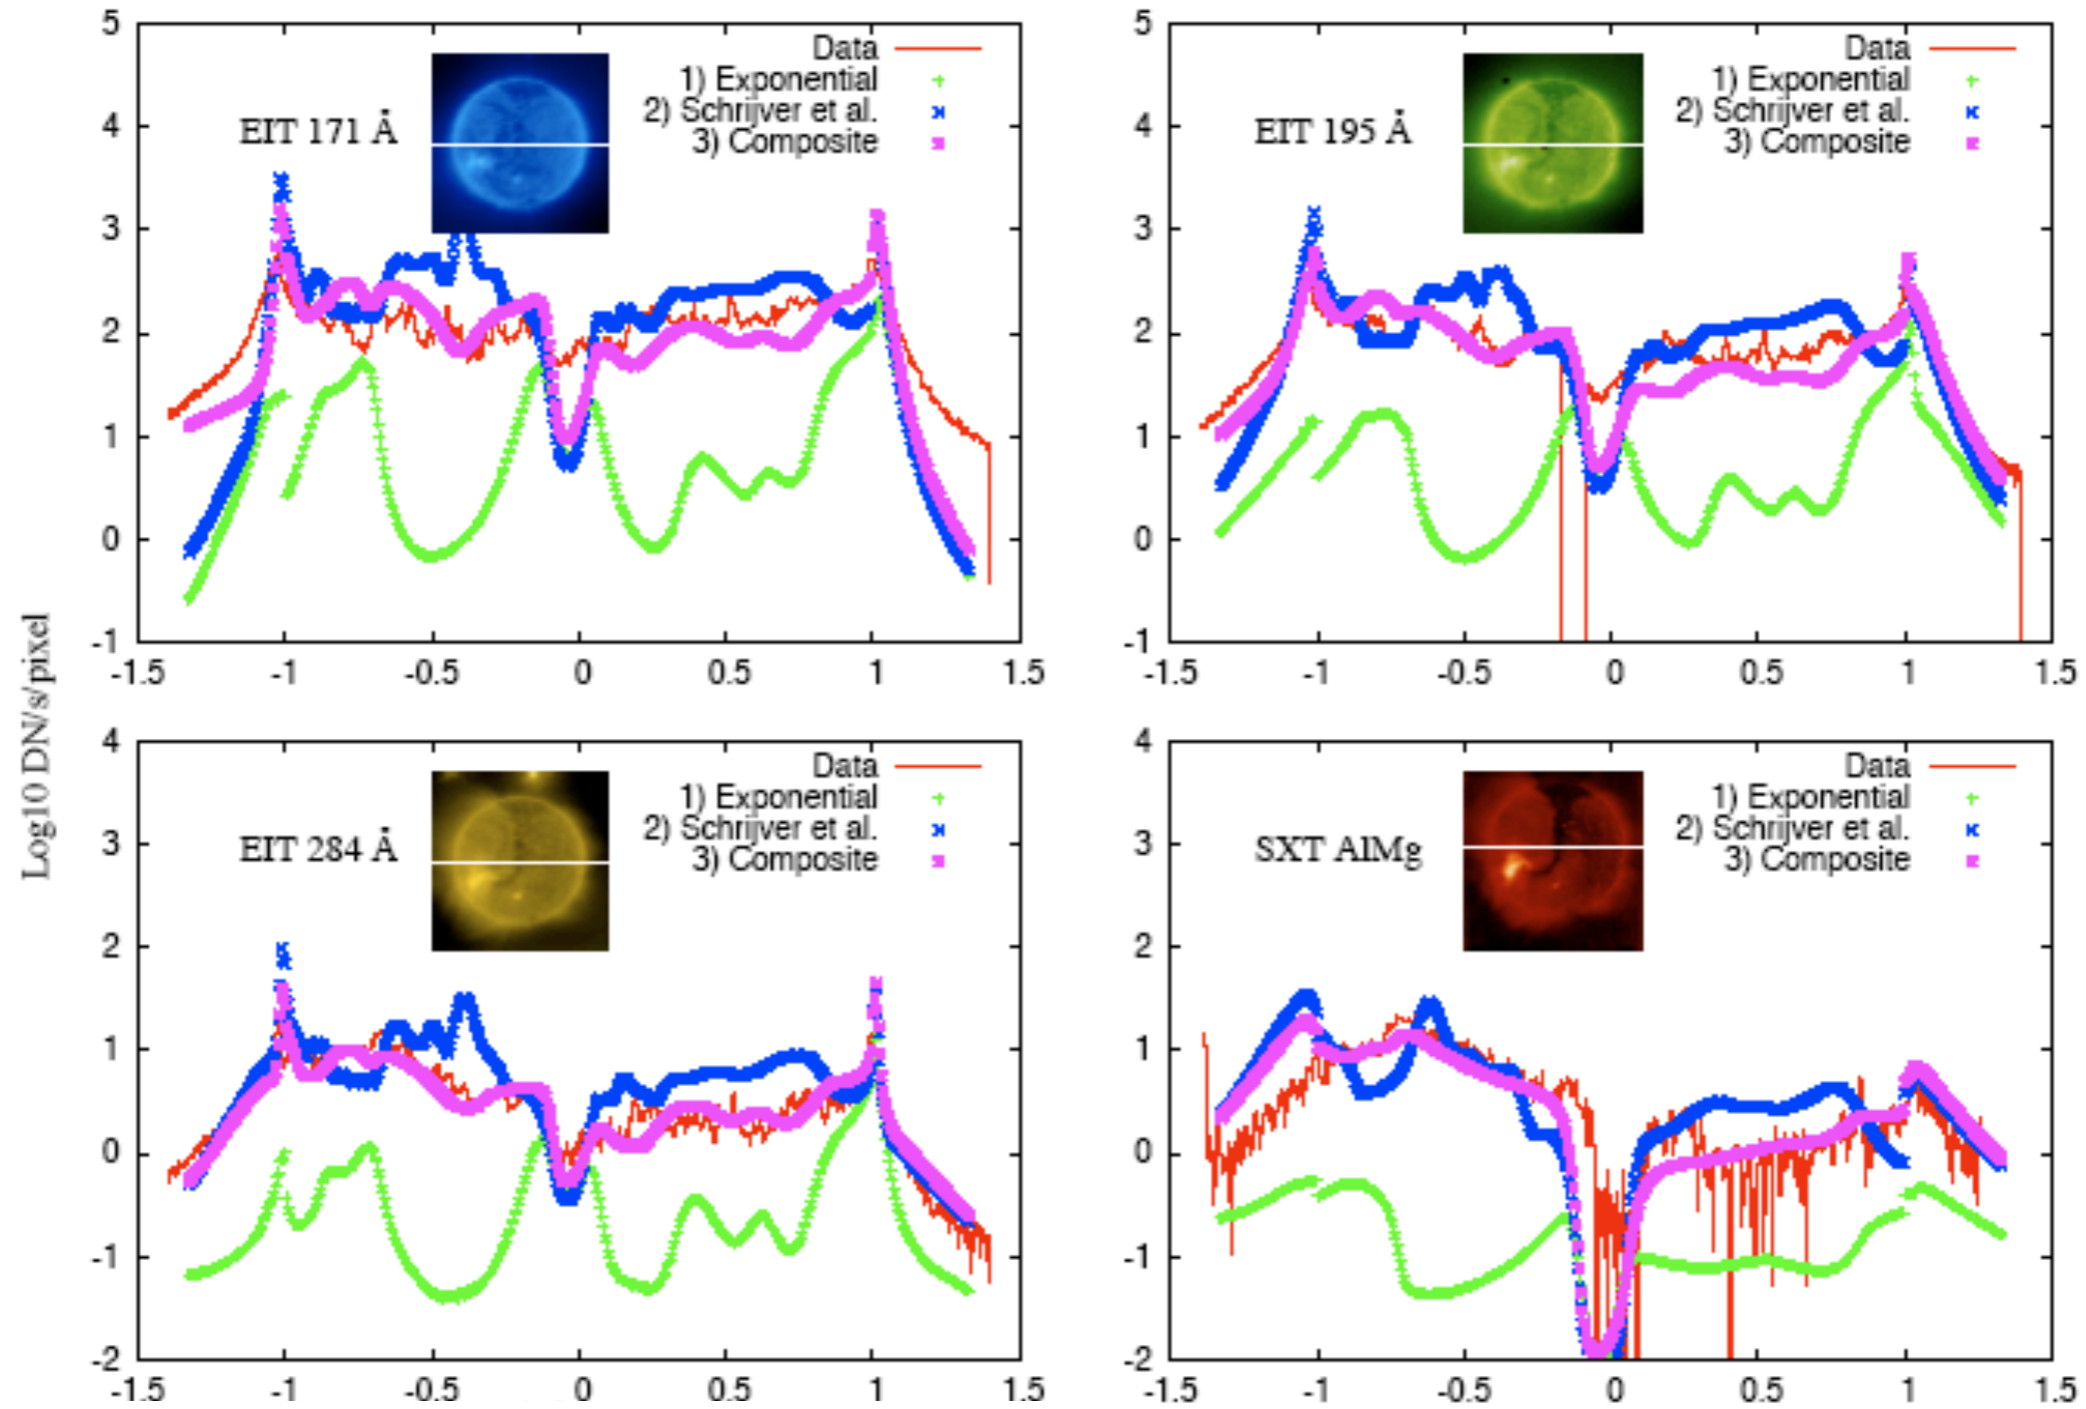 5
4
3
2
1
0
-1
-1.5 -1 -0.5 0 0.5 1 1.5
EIT 171 Å
Data
1) Exponential
2) Schrijver et al.
3) Composite
5
4
3
2
1
0
-1
-1.5 -1 -0.5 0 0.5 1 1.5
EIT 195 Å
Data
1) Exponential
2) Schrijver et al.
3) Composite
Log10 DN/s/pixel
4
3
2
1
0
-1
-2
-1.5 -1 -0.5 0 0.5 1 1.5
EIT 284 Å
Data
1) Exponential
2) Schrijver et al.
3) Composite
4
3
2
1
0
-1
-2
-1.5 -1 -0.5 0 0.5 1 1.5
SXT AlMg
Data
1) Exponential
2) Schrijver et al.
3) Composite